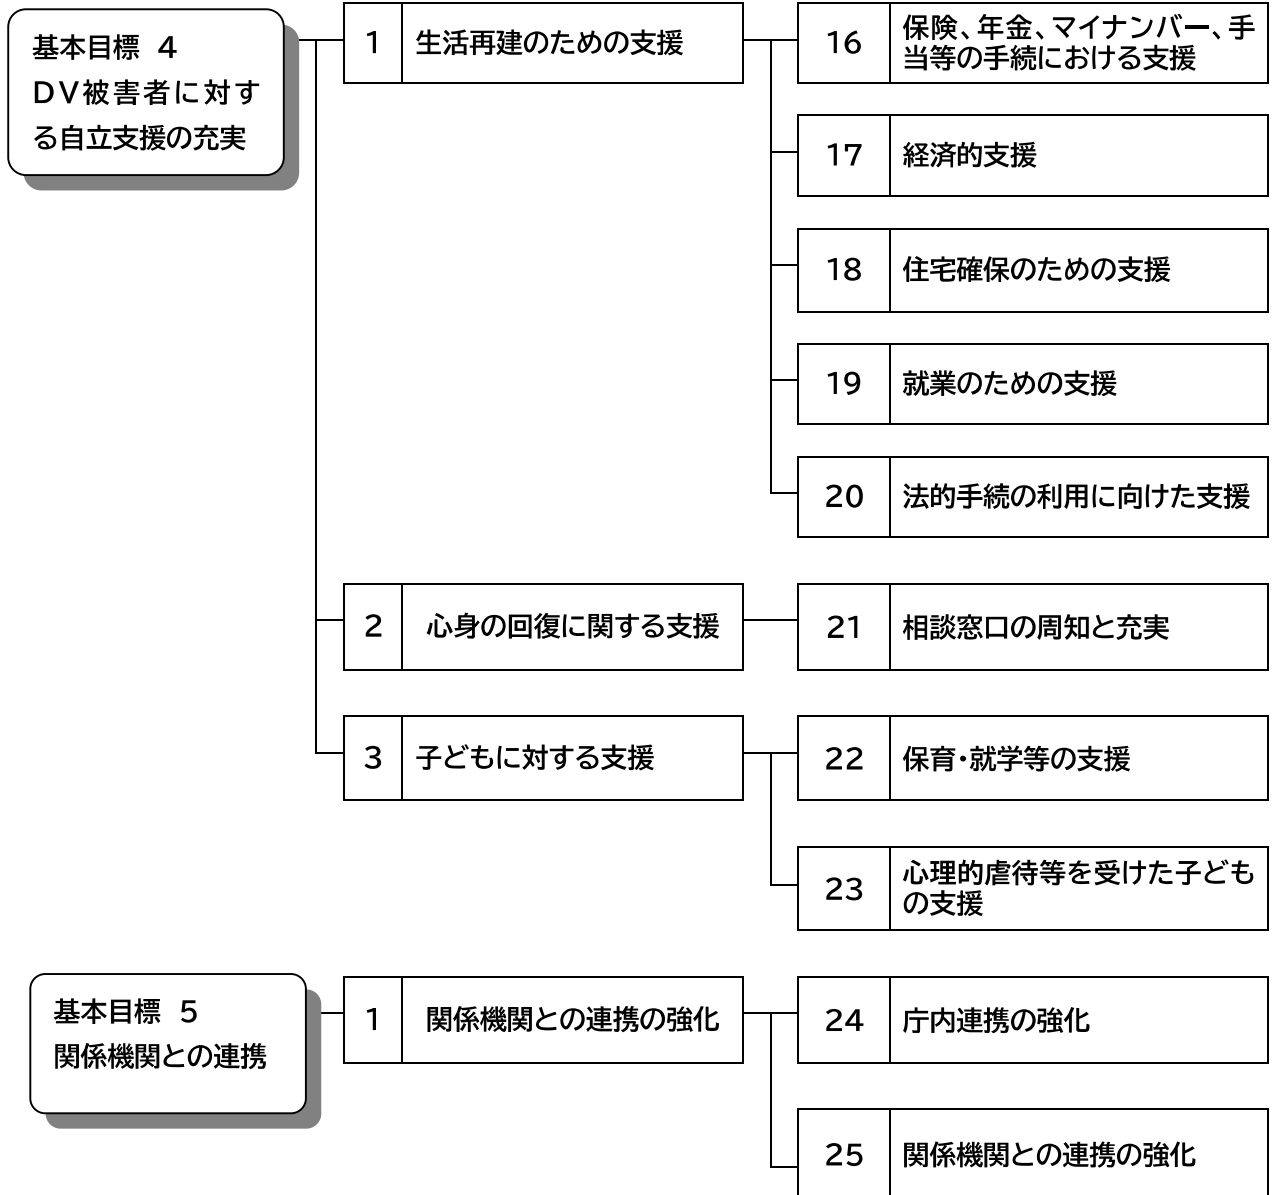 基本目標 4
DV被害者に対す
る自立支援の充実
1 生活再建のための支援
16 保険、年金、マイナンバー、手
当等の手続における支援
17 経済的支援
18 住宅確保のための支援
19 就業のための支援
20 法的手続の利用に向けた支援
2 心身の回復に関する支援
21 相談窓口の周知と充実
3 子どもに対する支援
22 保育・就学等の支援
23 心理的虐待等を受けた子ども
の支援
基本目標 5
関係機関との連携
1 関係機関との連携の強化
24 庁内連携の強化
25 関係機関との連携の強化